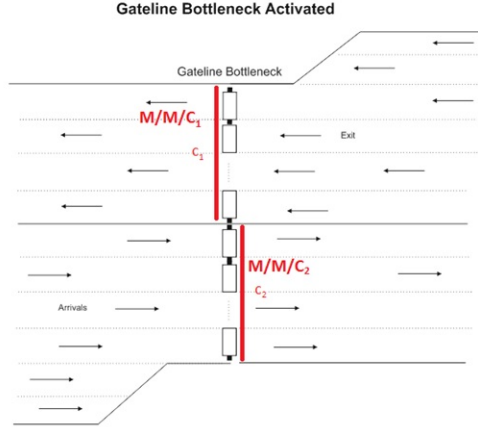 Gateline Bottleneck Activated
Gateline Bottleneck
M/M/C1
Exit
C1
M/M/C2
C2
Arrivals